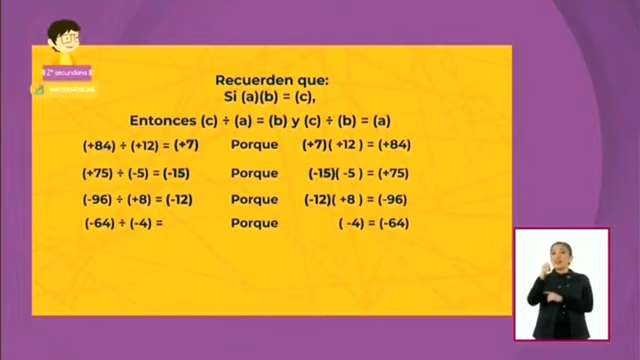 2° secundaria
MATEMÁTICAS
Recuerden que:
Si (a)(b) = (c),
Entonces (c) ÷ (a) = (b) y (c) ÷ (b) = (a)
(+84) ÷ (+12) = (+7) Porque (+7)( +12 ) = (+84)
(+75) ÷ (-5) = (-15) Porque (-15)( -5 ) = (+75)
(-96) ÷ (+8) = (-12) Porque (-12)( +8 ) = (-96)
(-64) ÷ (-4) = Porque ( -4) = (-64)